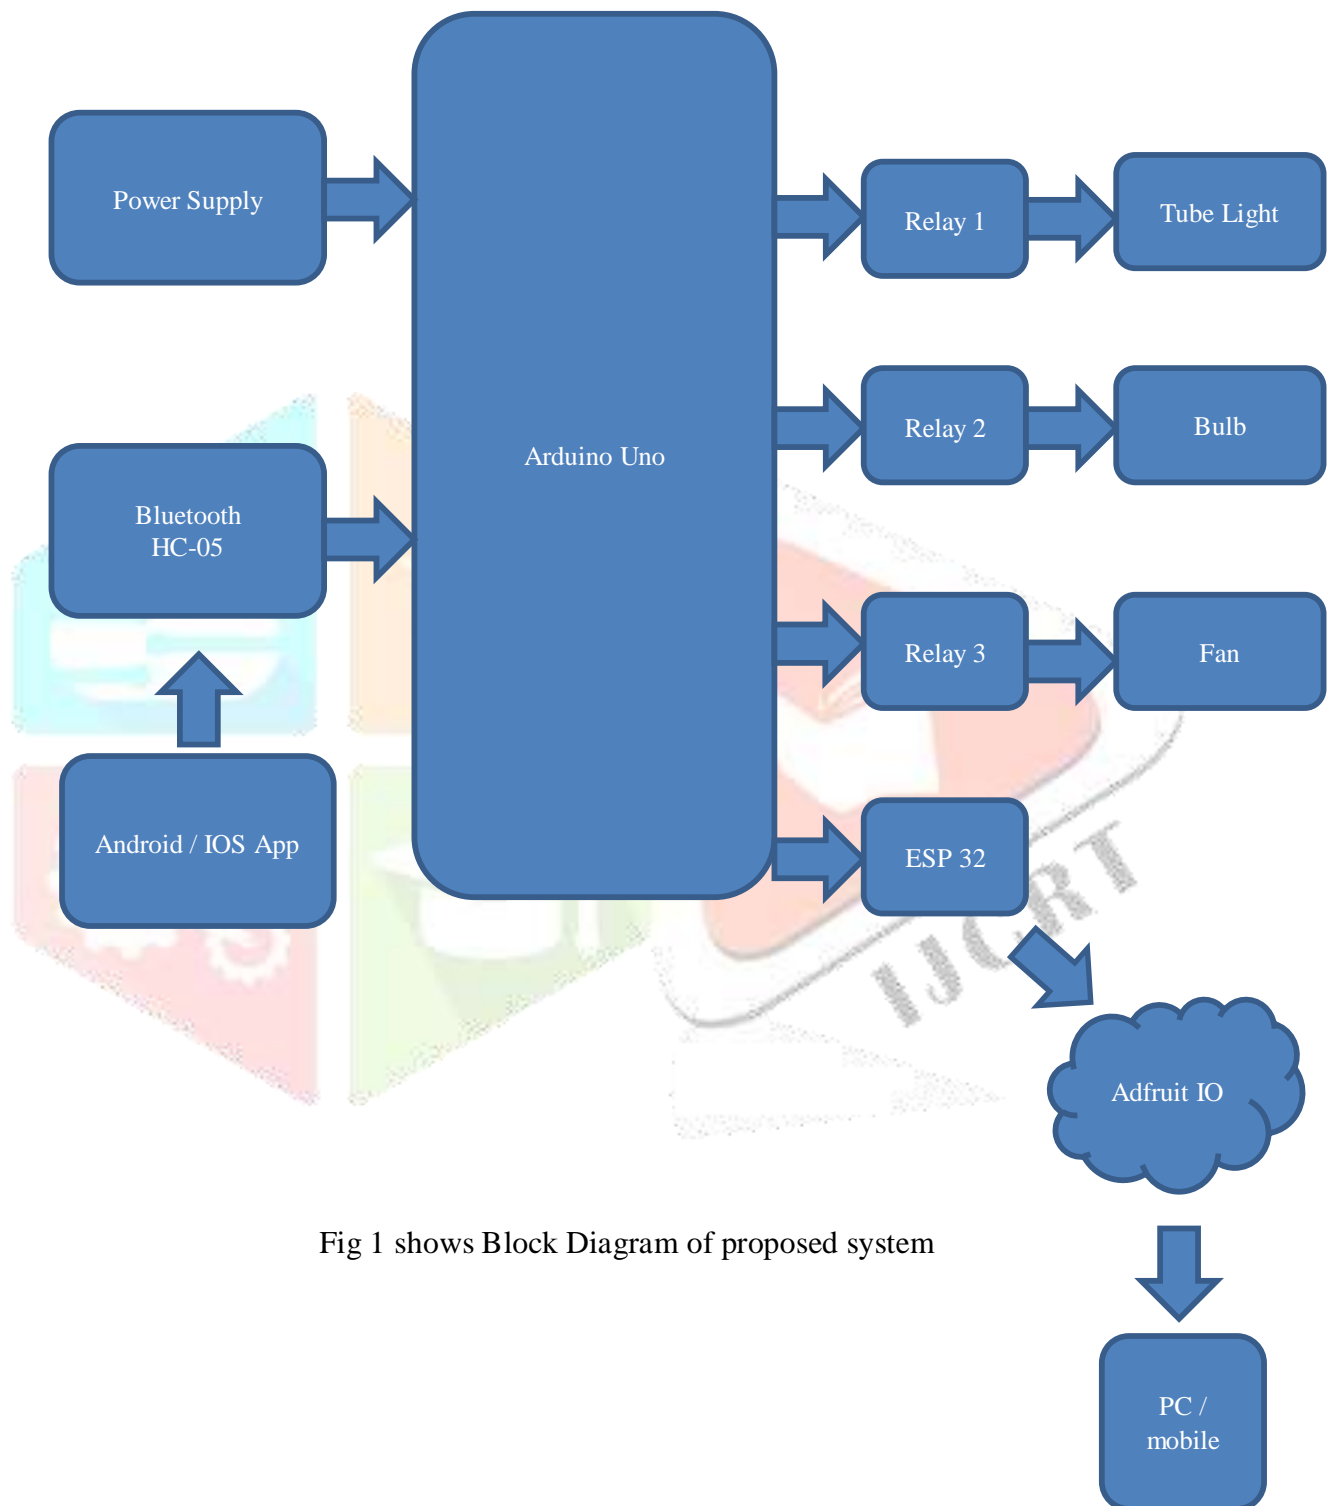 Power Supply
Arduino Uno
Relay 1
Tube Light
Relay 2
Bulb
Bluetooth
HC-05
Relay 3
Fan
Android / IOS App
ESP 32
IJCRT
Adfruit IO
Fig 1 shows Block Diagram of proposed system
PC /
mobile